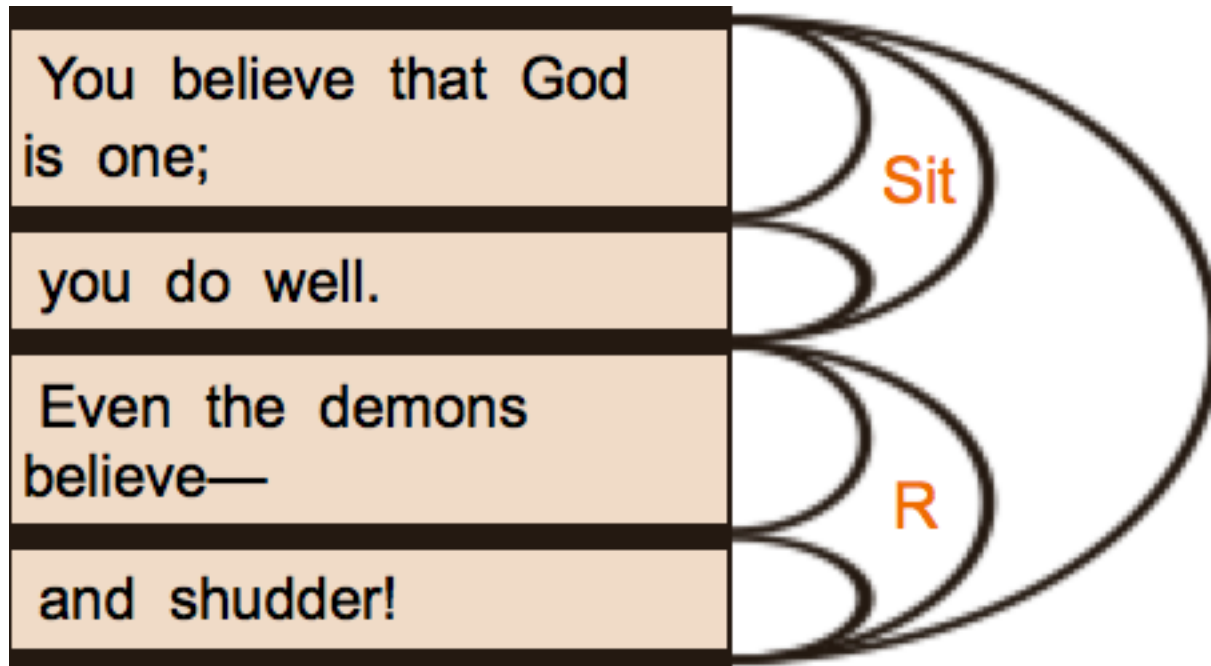 You believe that God
is one;
Sit
you do well.
Even the demons
believe—
R
and shudder!